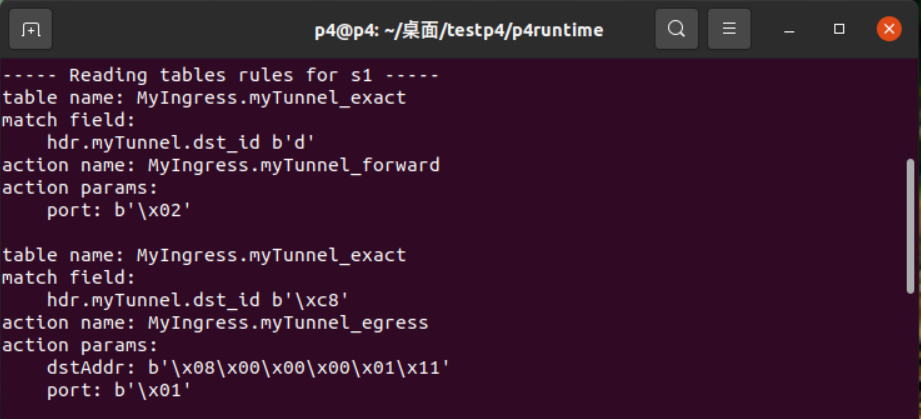 p4@p4: ~/桌面/testp4/p4runtime
----- Reading tables rules for s1 -----
table name: MyIngress.myTunnel_exact
match field:
    hdr.myTunnel.dst_id b'd'
action name: MyIngress.myTunnel_forward
action params:
    port: b'\x02'

table name: MyIngress.myTunnel_exact
match field:
    hdr.myTunnel.dst_id b'\xc8'
action name: MyIngress.myTunnel_egress
action params:
    dstAddr: b'\x08\x00\x00\x00\x01\x11'
    port: b'\x01'